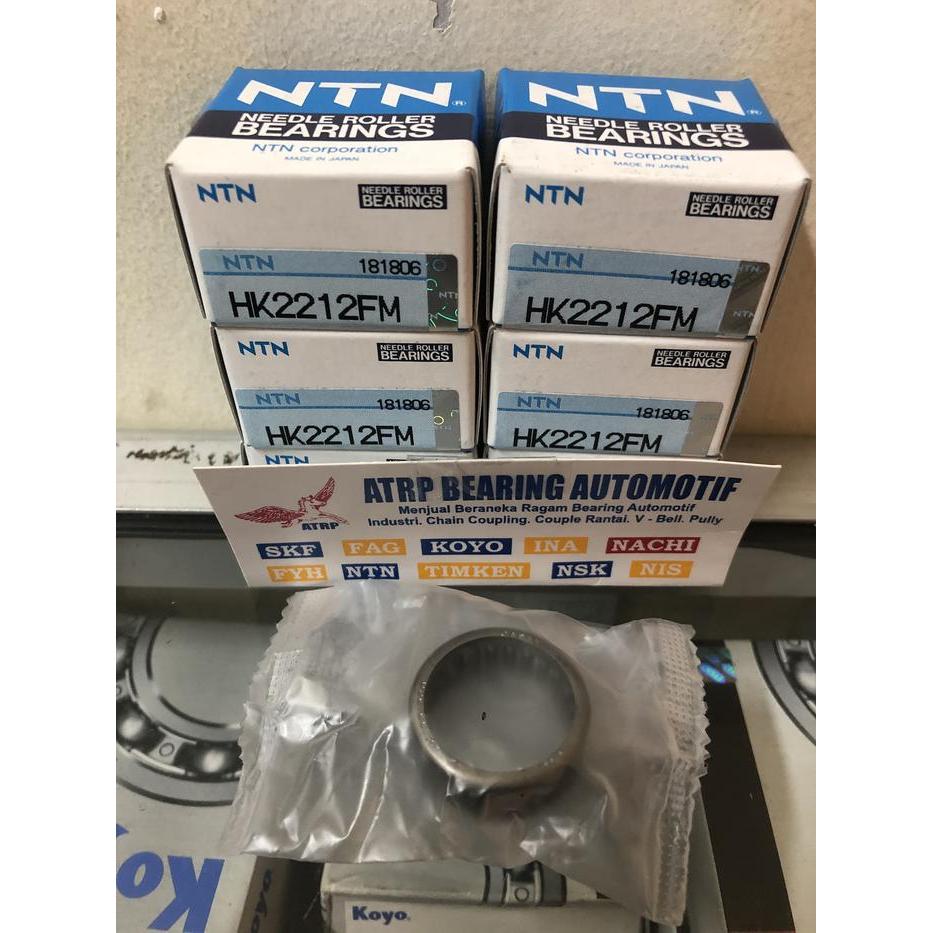 NTN®
NEEDLE ROLLER
BEARINGS
NTN corporation
MADE IN JAPAN
NTN
NEEDLE ROLLER
BEARINGS
NTN
181806
HK2212FM
NTN®
NEEDLE ROLLER
BEARINGS
NTN corporation
MADE IN JAPAN
NTN
NEEDLE ROLLER
BEARINGS
NTN
181806
HK2212FM
NTN
NEEDLE ROLLER
BEARINGS
NTN
181806
HK2212FM
NTN
NEEDLE ROLLER
BEARINGS
NTN
181806
HK2212FM
NTN
ATRP BEARING AUTOMOTIF
Menjual Beraneka Ragam Bearing Automotif
Industri. Chain Coupling. Couple Rantai. V - Bell. Pully
ATRP
SKF FAG KOYO INA NACHI
FYH NTN TIMKEN NSK NIS
Koyo
Koyo.